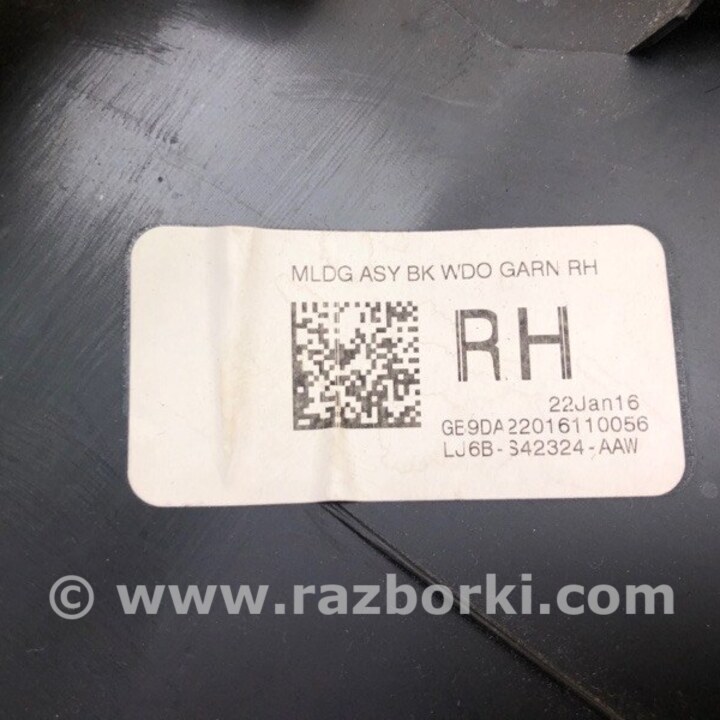 MLDG ASY BK WDO GARN RH
RH
22Jan16
GE9DA22016110056
LJ6B-S42324-AAW
© www.razborki.com